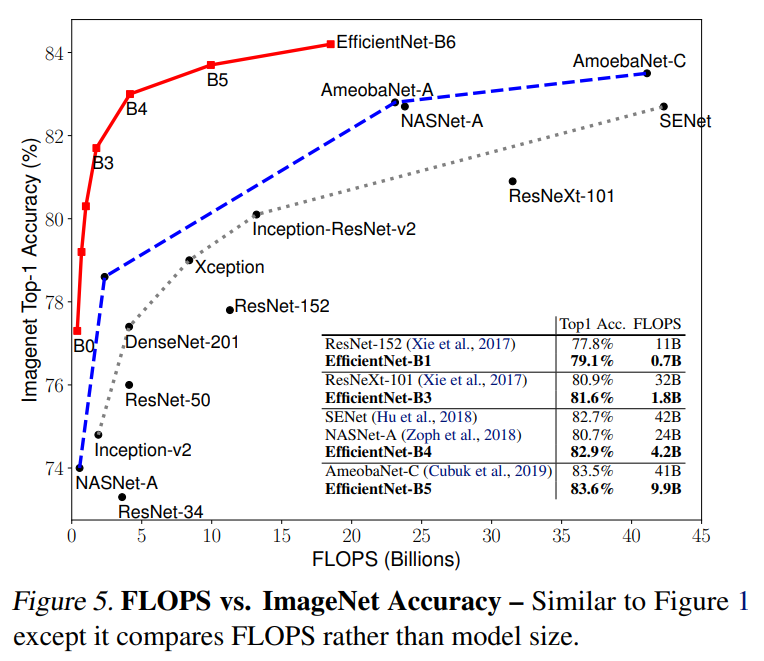 84
82
80
78
76
74
Imagenet Top-1 Accuracy (%)
EfficientNet-B6
B5
B4
B3
B0
AmoebaNet-C
AmeobaNet-A
NASNet-A
SENet
ResNeXt-101
Inception-ResNet-v2
Xception
ResNet-152
DenseNet-201
ResNet-50
Inception-v2
NASNet-A
ResNet-34
Top1 Acc. FLOPS
ResNet-152 (Xie et al., 2017) 77.8% 11B
EfficientNet-B1 79.1% 0.7B
ResNeXt-101 (Xie et al., 2017) 80.9% 32B
EfficientNet-B3 81.6% 1.8B
SENet (Hu et al., 2018) 82.7% 42B
NASNet-A (Zoph et al., 2018) 80.7% 24B
EfficientNet-B4 82.9% 4.2B
AmeobaNet-C (Cubuk et al., 2019) 83.5% 41B
EfficientNet-B5 83.6% 9.9B
0 5 10 15 20 25 30 35 40 45
FLOPS (Billions)
Figure 5. FLOPS vs. ImageNet Accuracy – Similar to Figure 1
except it compares FLOPS rather than model size.